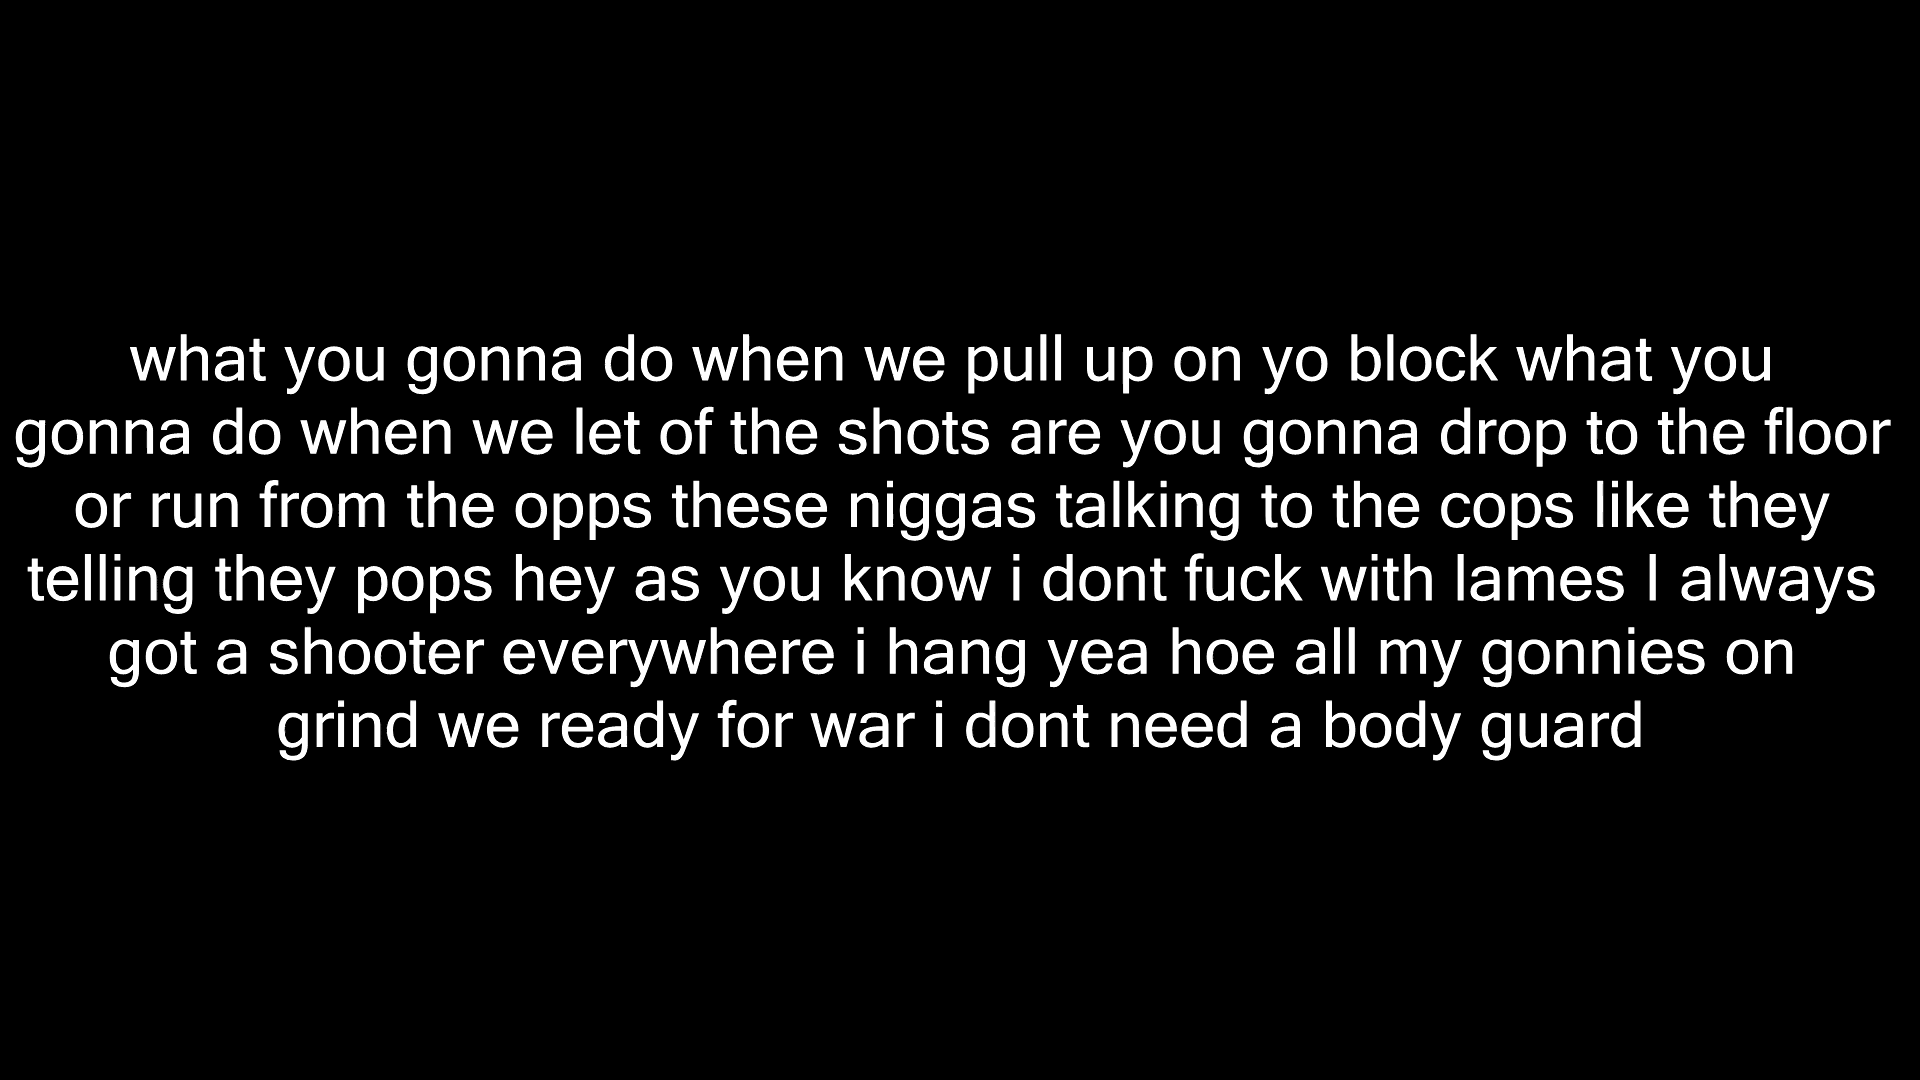 what you gonna do when we pull up on yo block what you
gonna do when we let of the shots are you gonna drop to the floor
or run from the opps these niggas talking to the cops like they
telling they pops hey as you know i dont fuck with lames I always
got a shooter everywhere i hang yea hoe all my gonnies on
grind we ready for war i dont need a body guard